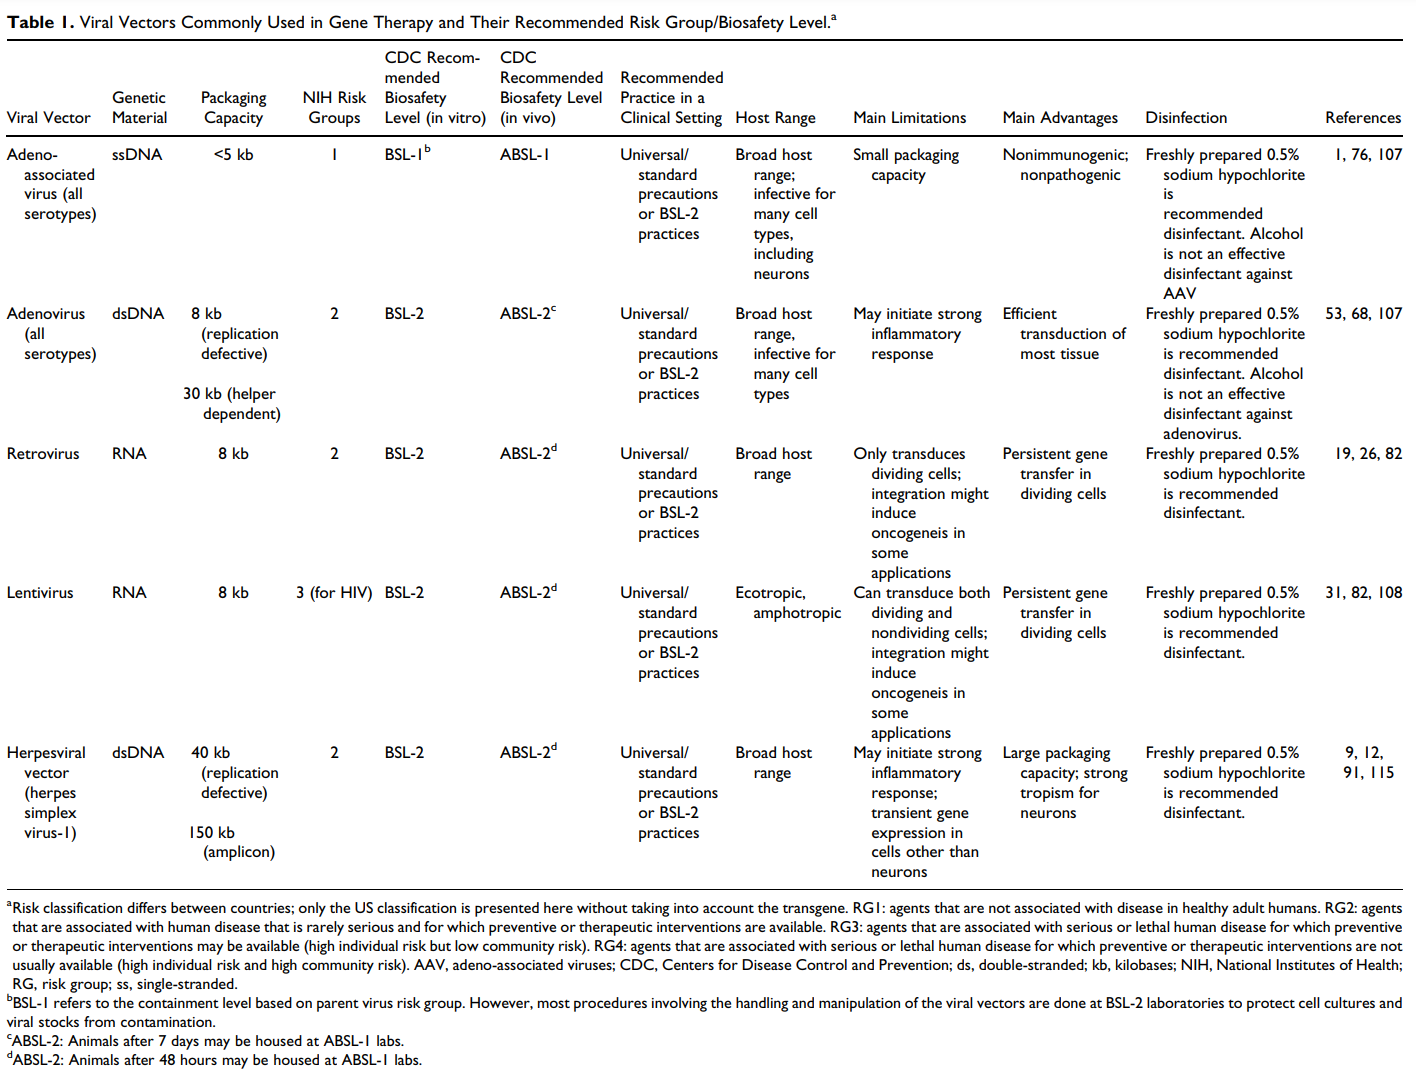 Table 1. Viral Vectors Commonly Used in Gene Therapy and Their Recommended Risk Group/Biosafety Level.a
Viral Vector
Genetic
Material
Packaging
Capacity
NIH Risk
Groups
CDC Recom-
mended
Biosafety
Level (in vitro)
CDC
Recommended
Biosafety Level
(in vivo)
Recommended
Practice in a
Clinical Setting
Host Range
Main Limitations
Main Advantages
Disinfection
References
Adeno-
associated
virus (all
serotypes)
ssDNA
<5 kb
1
BSL-1b
ABSL-1
Universal/
standard
precautions
or BSL-2
practices
Broad host
range;
infective for
many cell
types,
including
neurons
Small packaging
capacity
Nonimmunogenic;
nonpathogenic
Freshly prepared 0.5%
sodium hypochlorite
is
recommended
disinfectant. Alcohol
is not an effective
disinfectant against
AAV
1, 76, 107
Adenovirus
(all
serotypes)
dsDNA
8 kb
(replication
defective)
30 kb (helper
dependent)
2
BSL-2
ABSL-2c
Universal/
standard
precautions
or BSL-2
practices
Broad host
range,
infective for
many cell
types
May initiate strong
inflammatory
response
Efficient
transduction of
most tissue
Freshly prepared 0.5%
sodium hypochlorite
is recommended
disinfectant. Alcohol
is not an effective
disinfectant against
adenovirus.
53, 68, 107
Retrovirus
RNA
8 kb
2
BSL-2
ABSL-2d
Universal/
standard
precautions
or BSL-2
practices
Broad host
range
Only transduces
dividing cells;
integration might
induce
oncogeneis in
some
applications
Persistent gene
transfer in
dividing cells
Freshly prepared 0.5%
sodium hypochlorite
is recommended
disinfectant.
19, 26, 82
Lentivirus
RNA
8 kb
3 (for HIV)
BSL-2
ABSL-2d
Universal/
standard
precautions
or BSL-2
practices
Ecotropic,
amphotropic
Can transduce both
dividing and
nondividing cells;
integration might
induce
oncogeneis in
some
applications
Persistent gene
transfer in
dividing cells
Freshly prepared 0.5%
sodium hypochlorite
is recommended
disinfectant.
31, 82, 108
Herpesviral
vector
(herpes
simplex
virus-1)
dsDNA
40 kb
(replication
defective)
150 kb
(amplicon)
2
BSL-2
ABSL-2d
Universal/
standard
precautions
or BSL-2
practices
Broad host
range
May initiate strong
inflammatory
response;
transient gene
expression in
cells other than
neurons
Large packaging
capacity; strong
tropism for
neurons
Freshly prepared 0.5%
sodium hypochlorite
is recommended
disinfectant.
9, 12,
91, 115
aRisk classification differs between countries; only the US classification is presented here without taking into account the transgene. RG1: agents that are not associated with disease in healthy adult humans. RG2: agents
that are associated with human disease that is rarely serious and for which preventive or therapeutic interventions are available. RG3: agents that are associated with serious or lethal human disease for which preventive
or therapeutic interventions may be available (high individual risk but low community risk). RG4: agents that are associated with serious or lethal human disease for which preventive or therapeutic interventions are not
usually available (high individual risk and high community risk). AAV, adeno-associated viruses; CDC, Centers for Disease Control and Prevention; ds, double-stranded; kb, kilobases; NIH, National Institutes of Health;
RG, risk group; ss, single-stranded.
bBSL-1 refers to the containment level based on parent virus risk group. However, most procedures involving the handling and manipulation of the viral vectors are done at BSL-2 laboratories to protect cell cultures and
viral stocks from contamination.
cABSL-2: Animals after 7 days may be housed at ABSL-1 labs.
dABSL-2: Animals after 48 hours may be housed at ABSL-1 labs.